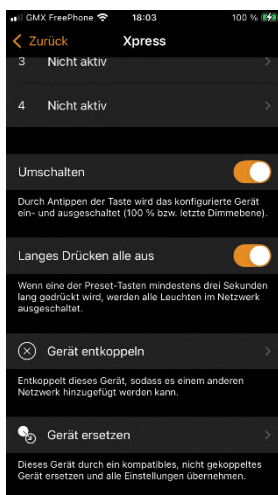 GMX FreePhone 18:03 100 %
Zurück Xpress
3 Nicht aktiv
4 Nicht aktiv
Umschalten
Durch Antippen der Taste wird das konfigurierte Gerät
ein- und ausgeschaltet (100 % bzw. letzte Dimmebene).
Langes Drücken alle aus
Wenn eine der Preset-Tasten mindestens drei Sekunden
lang gedrückt wird, werden alle Leuchten im Netzwerk
ausgeschaltet.
Gerät entkoppeln
Entkoppelt dieses Gerät, sodass es einem anderen
Netzwerk hinzugefügt werden kann.
Gerät ersetzen
Dieses Gerät durch ein kompatibles, nicht gekoppeltes
Gerät ersetzen und alle Einstellungen übernehmen.